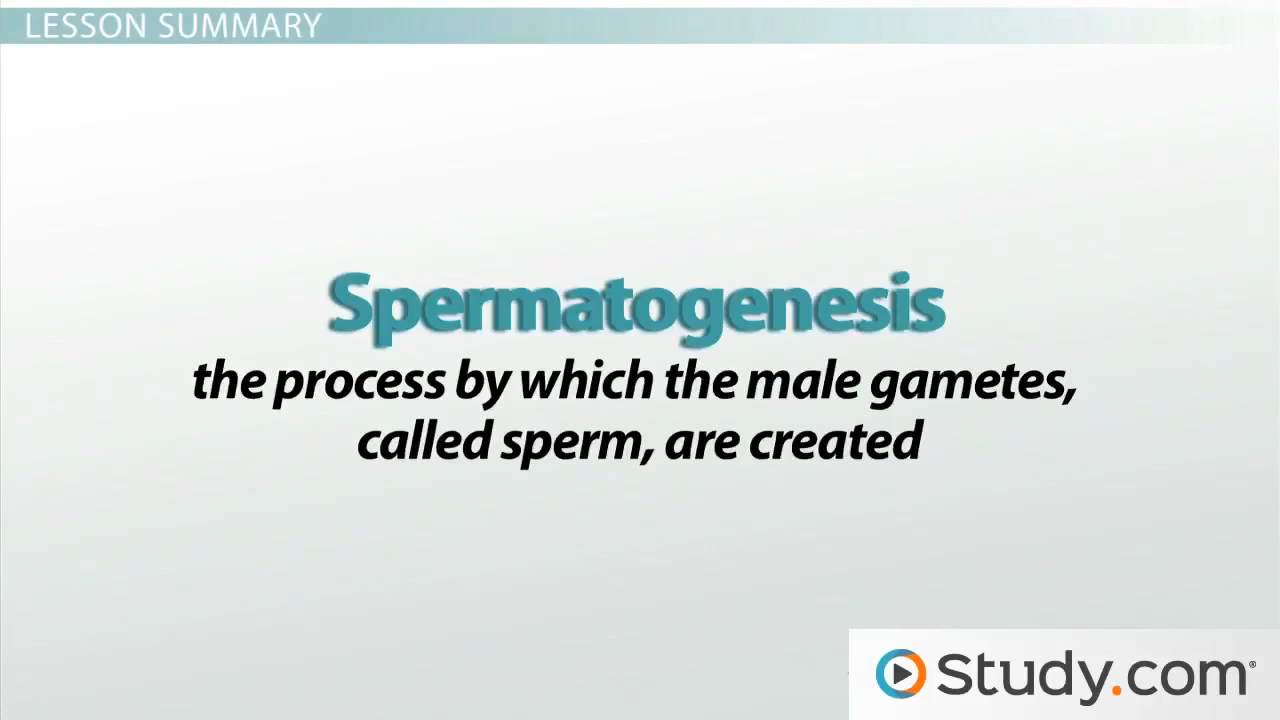 LESSON SUMMARY
Spermatogenesis
the process by which the male gametes,
called sperm, are created
Study.com®